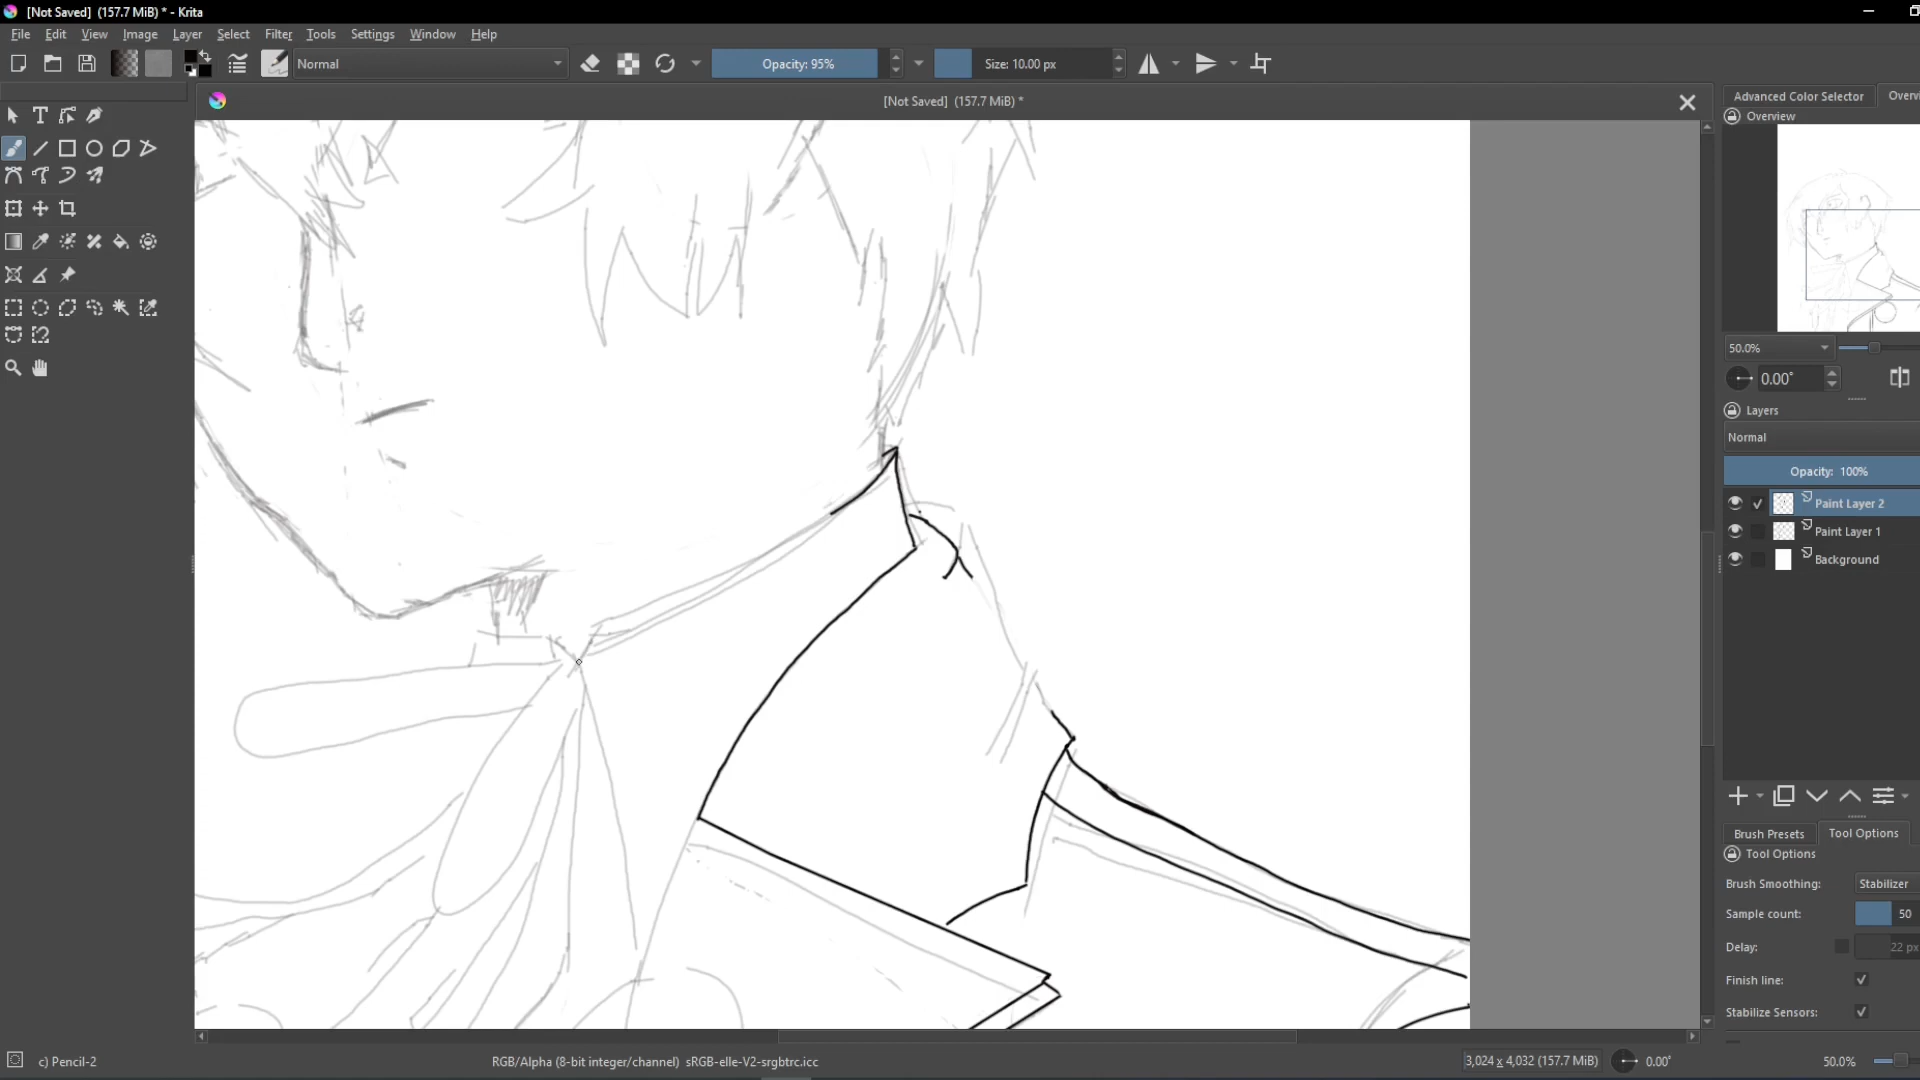 [Not Saved]  (157.7 MiB) * - Krita
File Edit View Image Layer Select Filter Tools Settings Window Help
Normal
Opacity: 95%
Size: 10.00 px
[Not Saved]  (157.7 MiB) *
Advanced Color Selector
Overvi
Overview
50.0%
0.00°
Layers
Normal
Opacity:  100%
Paint Layer 2
Paint Layer 1
Background
Brush Presets
Tool Options
Tool Options
Brush Smoothing: Stabilizer
Sample count: 50
Delay: 22 px
Finish line:
Stabilize Sensors:
c) Pencil-2
RGB/Alpha (8-bit integer/channel)  sRGB-elle-V2-srgbtrc.icc
3,024 x 4,032 (157.7 MiB)
0.00°
50.0%